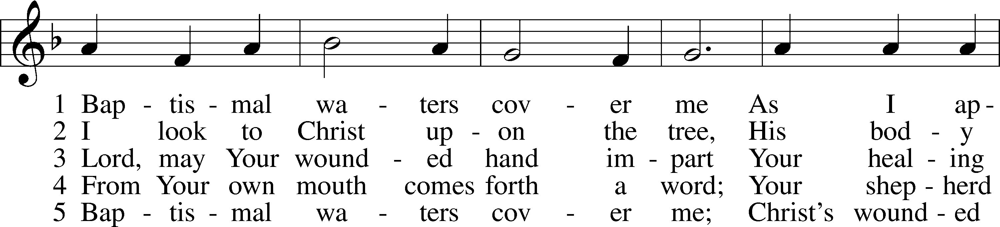 1 Bap - tis - mal wa - ters cov - er me As I ap -
2 I look to Christ up - on the tree, His bod - y
3 Lord, may Your wound - ed hand im - part Your heal - ing
4 From Your own mouth comes forth a word; Your shep - herd
5 Bap - tis - mal wa - ters cov - er me; Christ's wound - ed